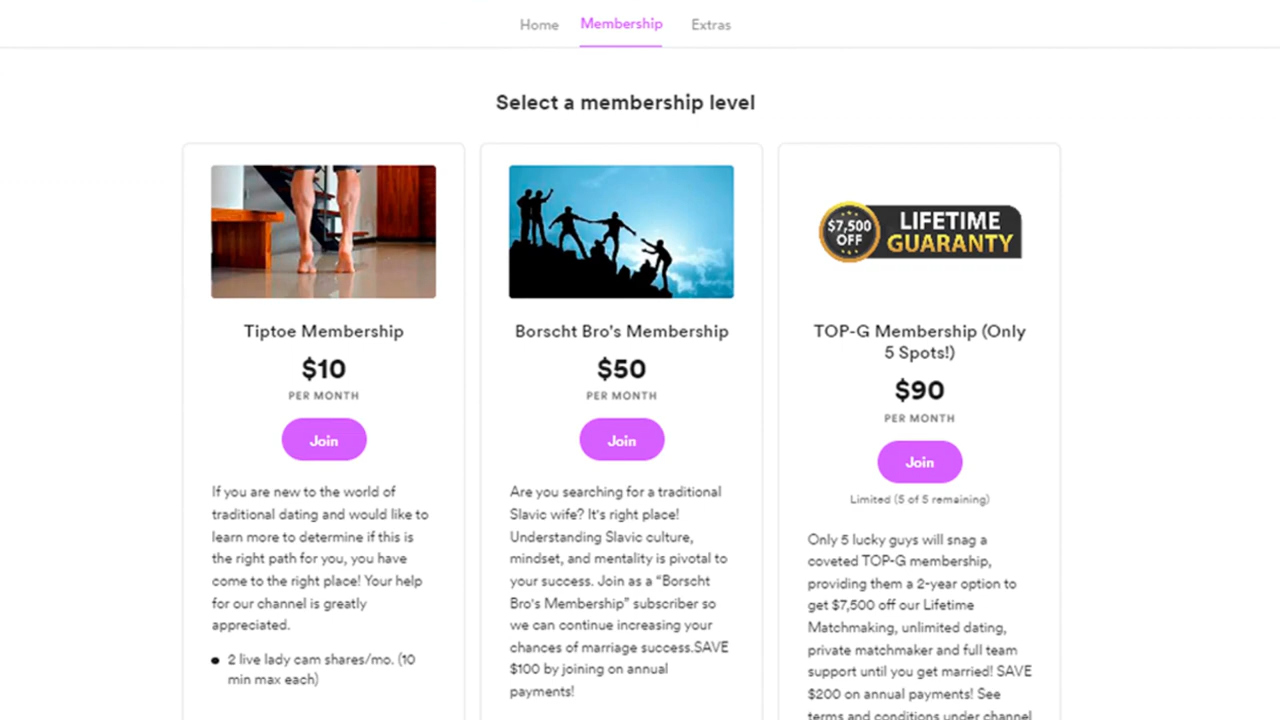 Home Membership Extras
Select a membership level
Tiptoe Membership
$10
PER MONTH
Join
If you are new to the world of
traditional dating and would like to
learn more to determine if this is
the right path for you, you have
come to the right place! Your help
for our channel is greatly
appreciated.
2 live lady cam shares/mo. (10
min max each)
Borscht Bro's Membership
$50
PER MONTH
Join
Are you searching for a traditional
Slavic wife? It's right place!
Understanding Slavic culture,
mindset, and mentality is pivotal to
your success. Join as a "Borscht
Bro's Membership" subscriber so
we can continue increasing your
chances of marriage success.SAVE
$100 by joining on annual
payments!
$7,500
OFF
LIFETIME
GUARANTY
TOP-G Membership (Only
5 Spots!)
$90
PER MONTH
Join
Limited (5 of 5 remaining)
Only 5 lucky guys will snag a
coveted TOP-G membership,
providing them a 2-year option to
get $7,500 off our Lifetime
Matchmaking, unlimited dating,
private matchmaker and full team
support until you get married! SAVE
$200 on annual payments! See
terms and conditions under channel